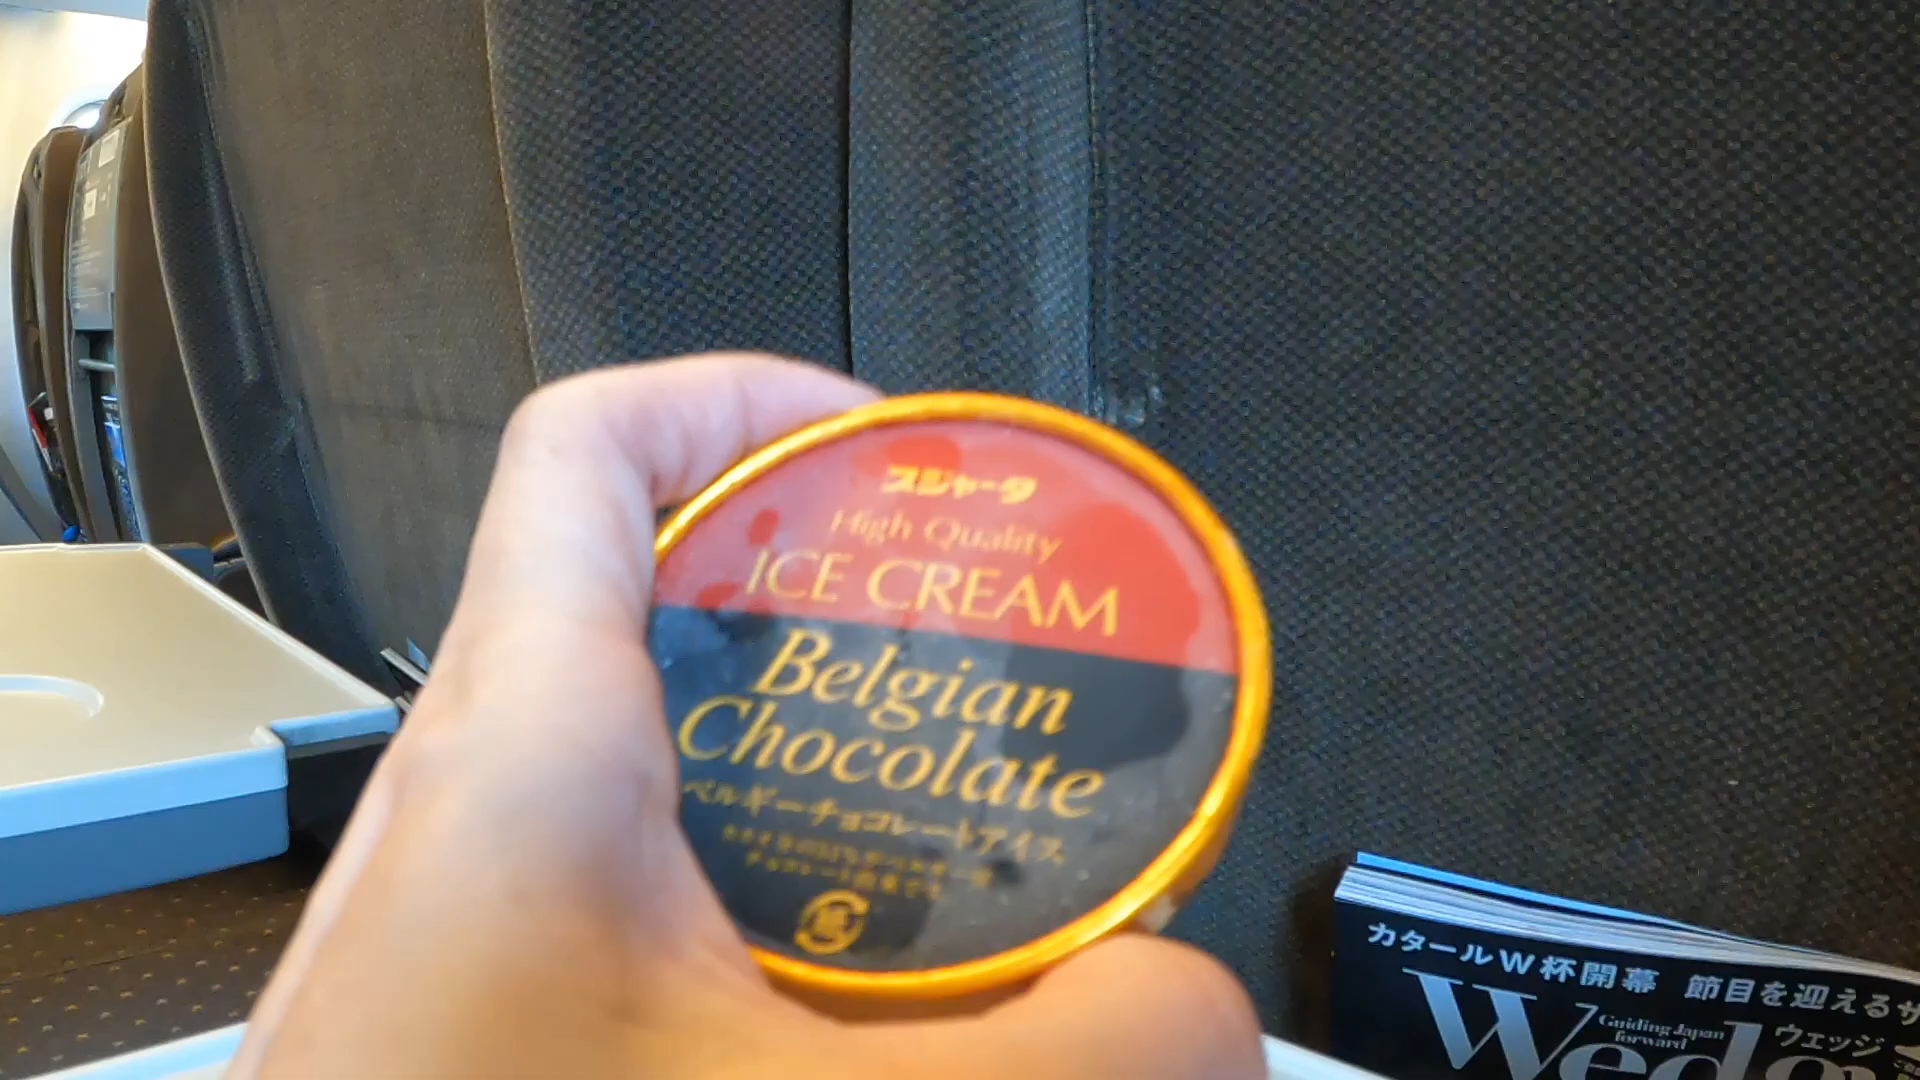 スジャータ
High Quality
ICE CREAM
Belgian
Chocolate
ベルギーチョコレートアイス
カタールW杯開幕 節目を迎えるサ
Wedge
Guiding Japan
forward
ウェッジ